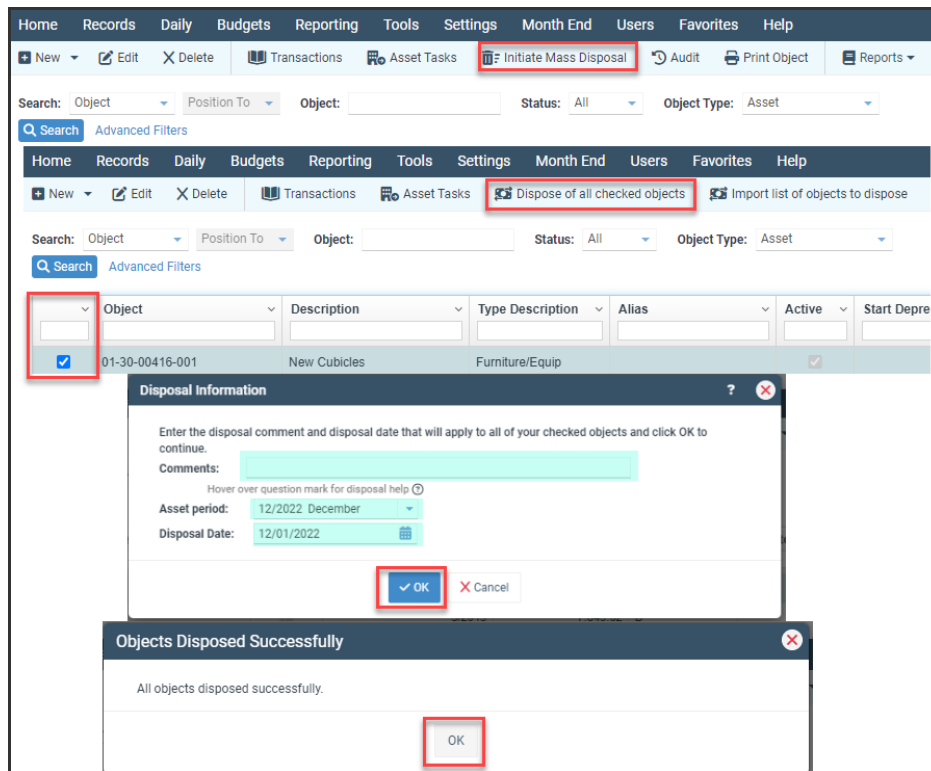 Home Records Daily Budgets Reporting Tools Settings Month End Users Favorites Help
New Edit Delete Transactions Asset Tasks Initiate Mass Disposal Audit Print Object Reports
Search: Object Position To Object: Status: All Object Type: Asset
Search Advanced Filters
Home Records Daily Budgets Reporting Tools Settings Month End Users Favorites Help
New Edit Delete Transactions Asset Tasks Dispose of all checked objects Import list of objects to dispose
Search: Object Position To Object: Status: All Object Type: Asset
Search Advanced Filters
Object Description Type Description Alias Active Start Depre
01-30-00416-001 New Cubicles Furniture/Equip
Disposal Information ?
Enter the disposal comment and disposal date that will apply to all of your checked objects and click OK to
continue.
Comments:
Hover over question mark for disposal help ?
Asset period: 12/2022 December
Disposal Date: 12/01/2022
OK Cancel
Objects Disposed Successfully
All objects disposed successfully.
OK